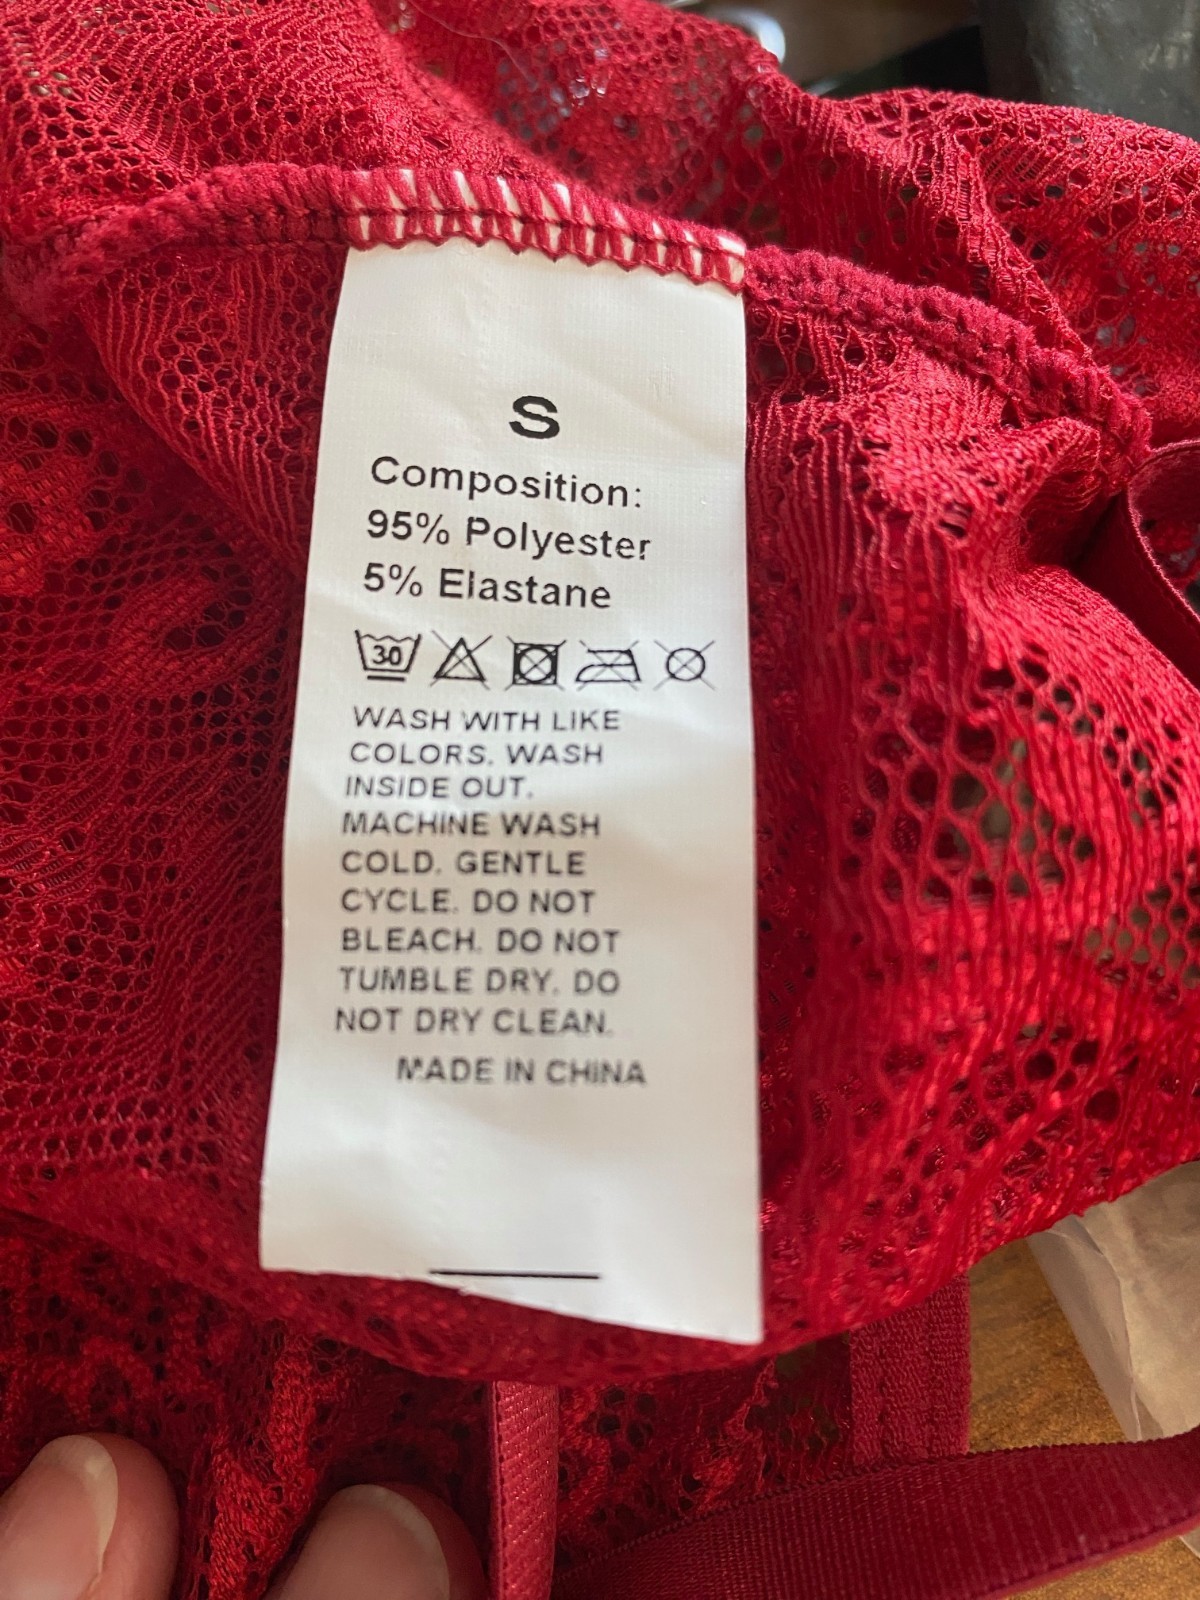 S
Composition:
95% Polyester
5% Elastane
30
WASH WITH LIKE
COLORS. WASH
INSIDE OUT.
MACHINE WASH
COLD. GENTLE
CYCLE. DO NOT
BLEACH. DO NOT
TUMBLE DRY. DO
NOT DRY CLEAN.
MADE IN CHINA